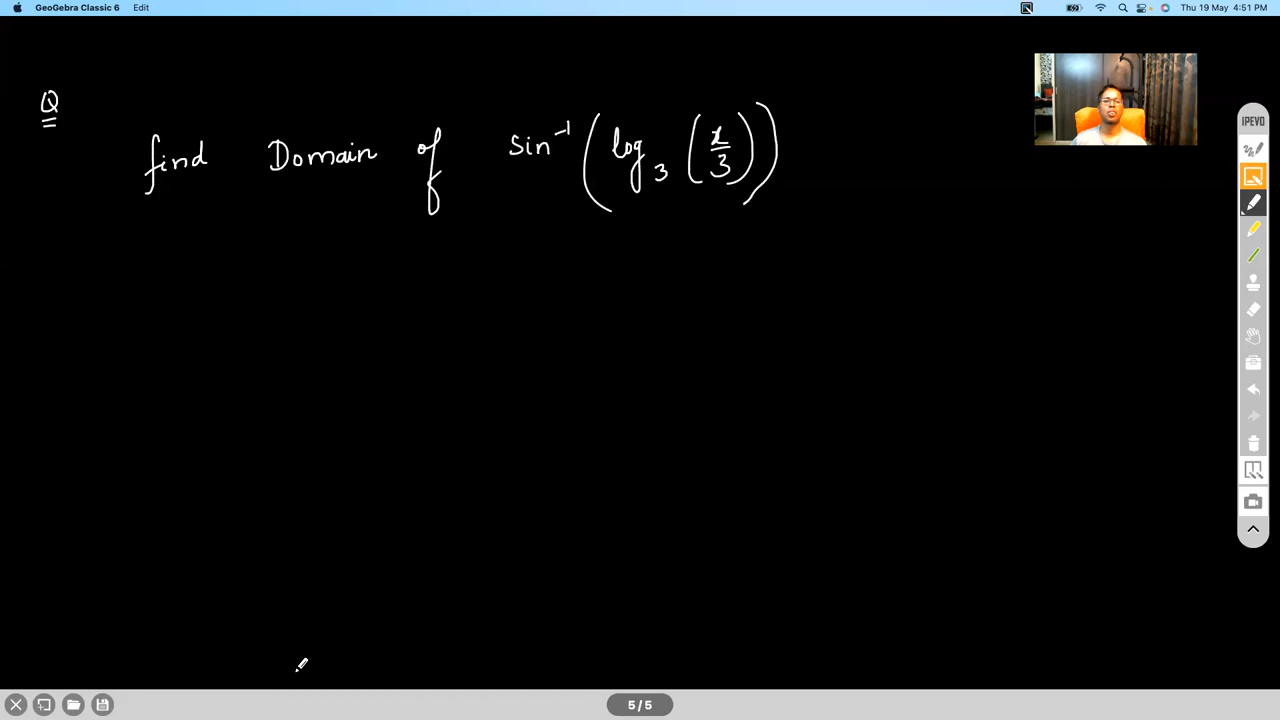 GeoGebra Classic 6 Edit Thu 19 May 4:51 PM
Q
find Domain of sin⁻¹(log₃(x/3))
IPEVO
5/5